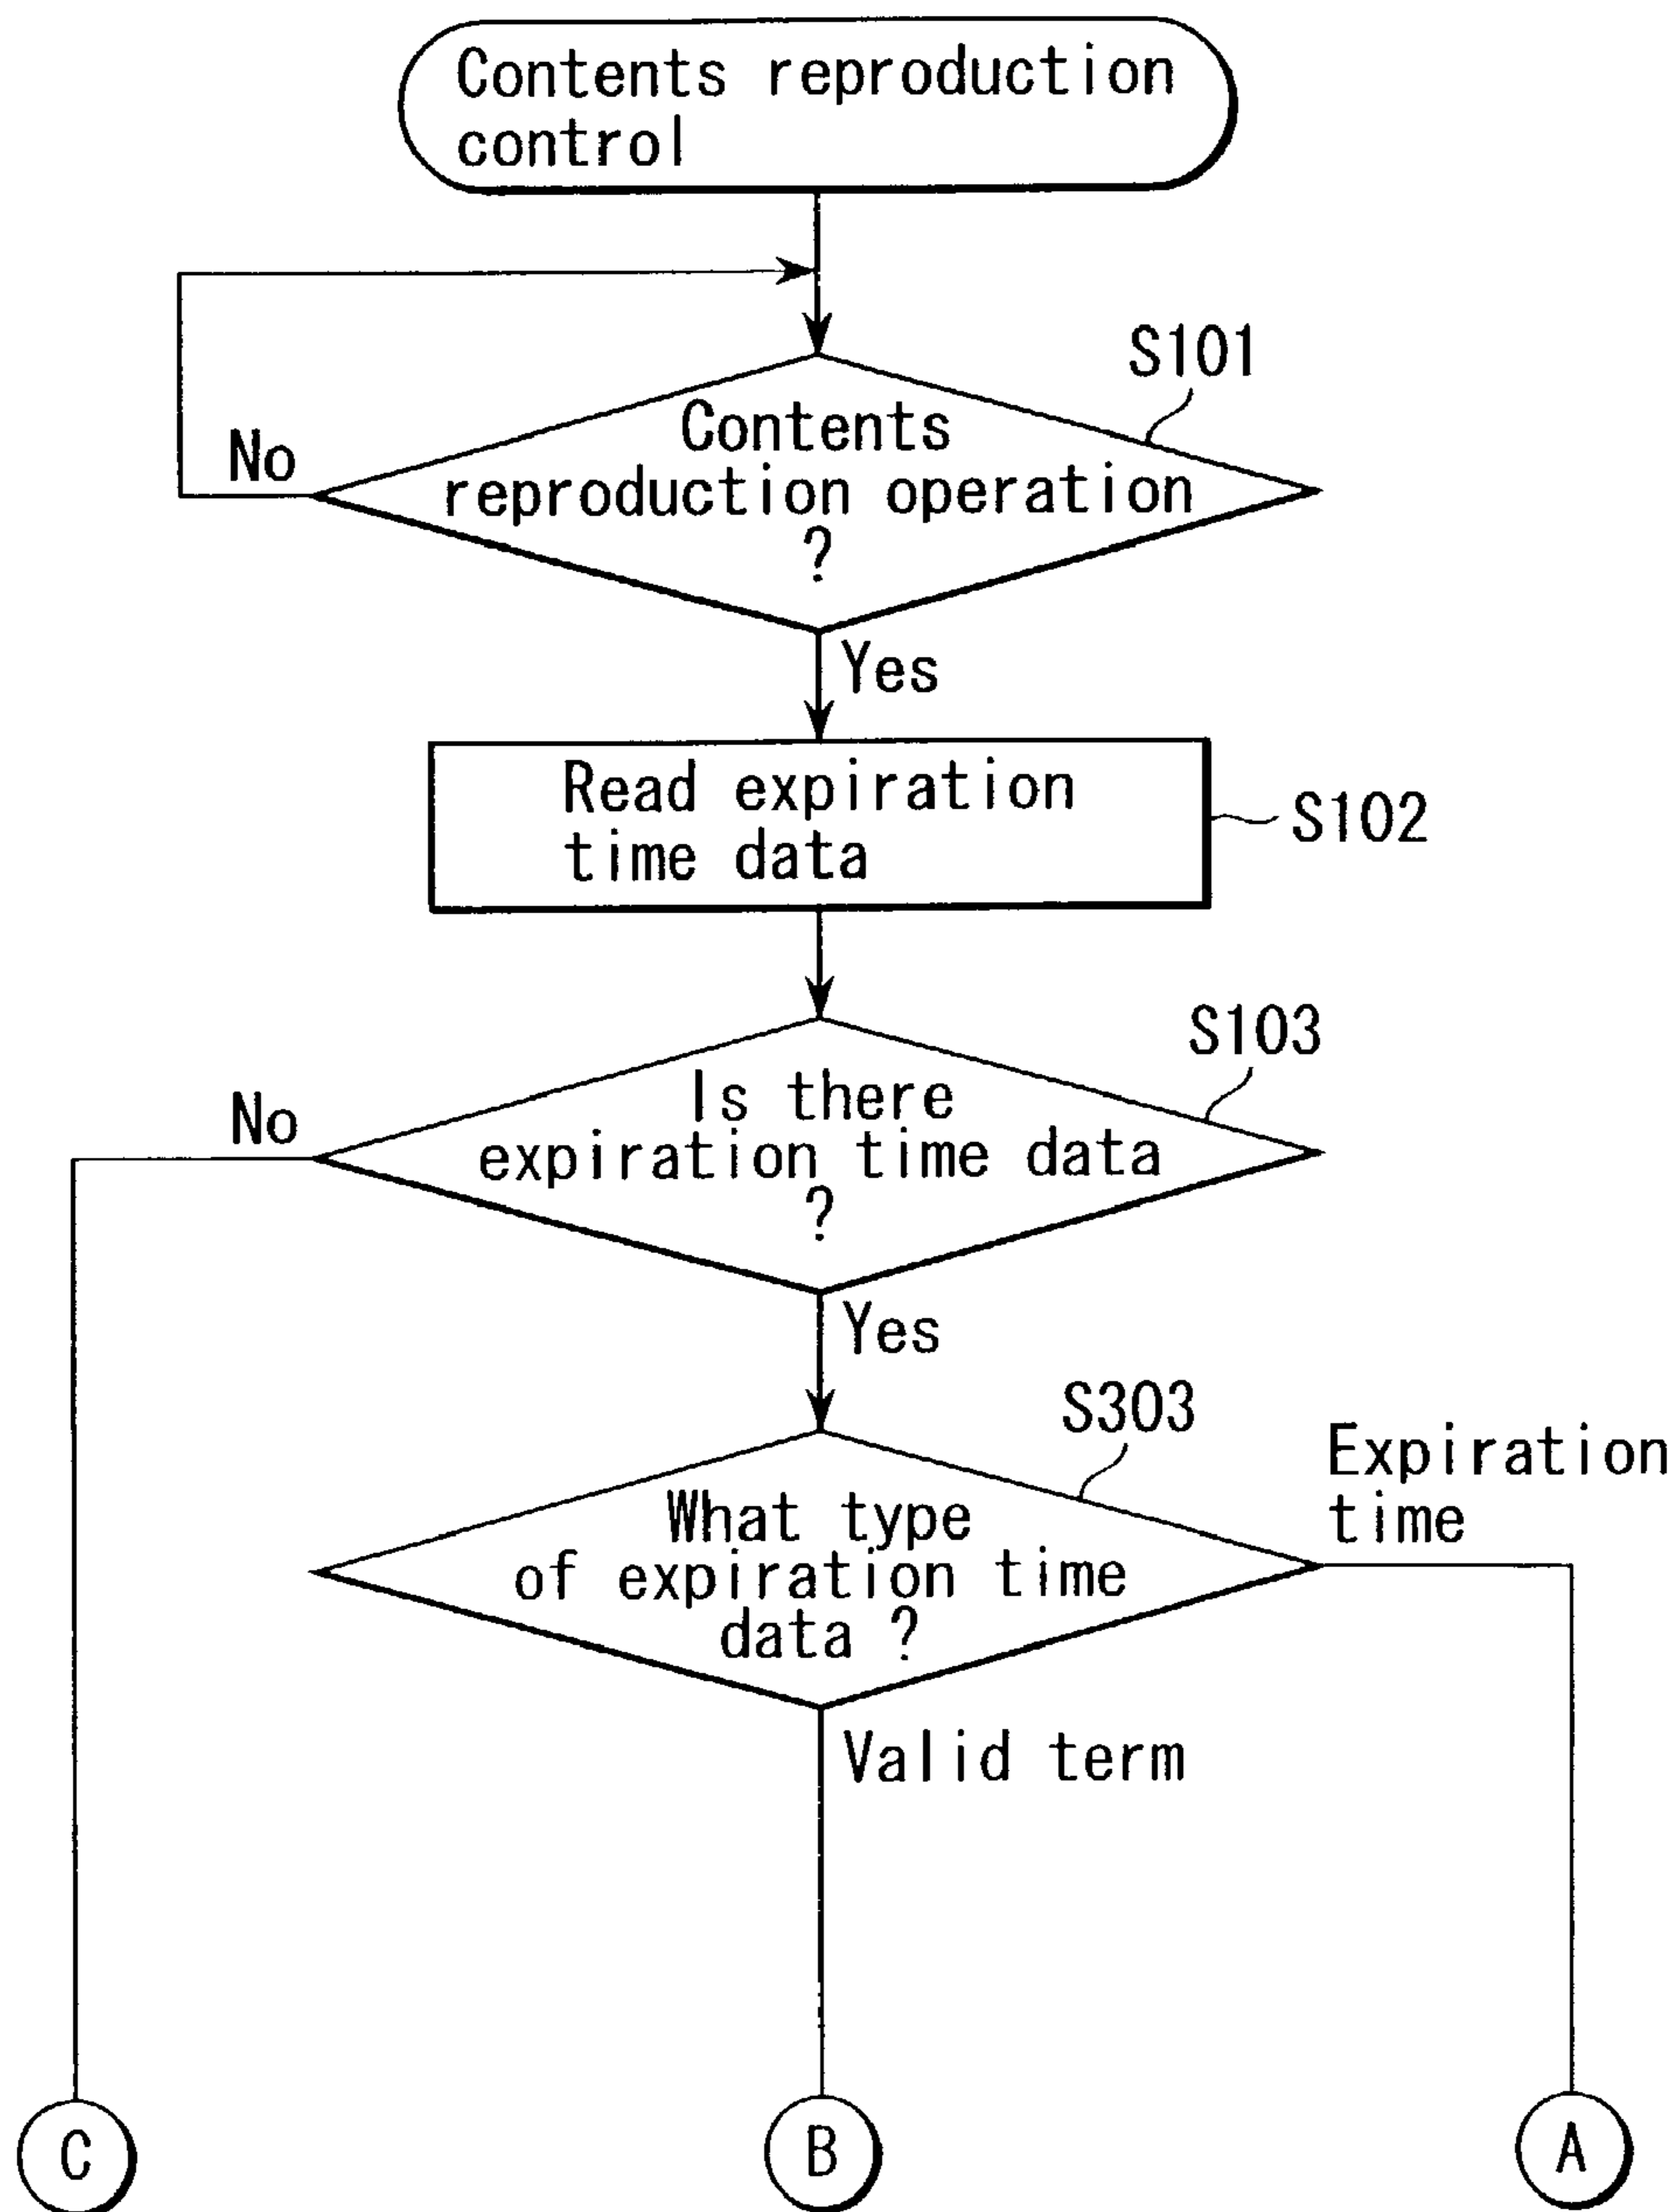 Contents reproduction
control
S101
Contents
reproduction operation
?
No
Yes
Read expiration
time data
S102
S103
Is there
expiration time data
?
No
Yes
S303
What type
of expiration time
data ?
Expiration
time
Valid term
C
B
A